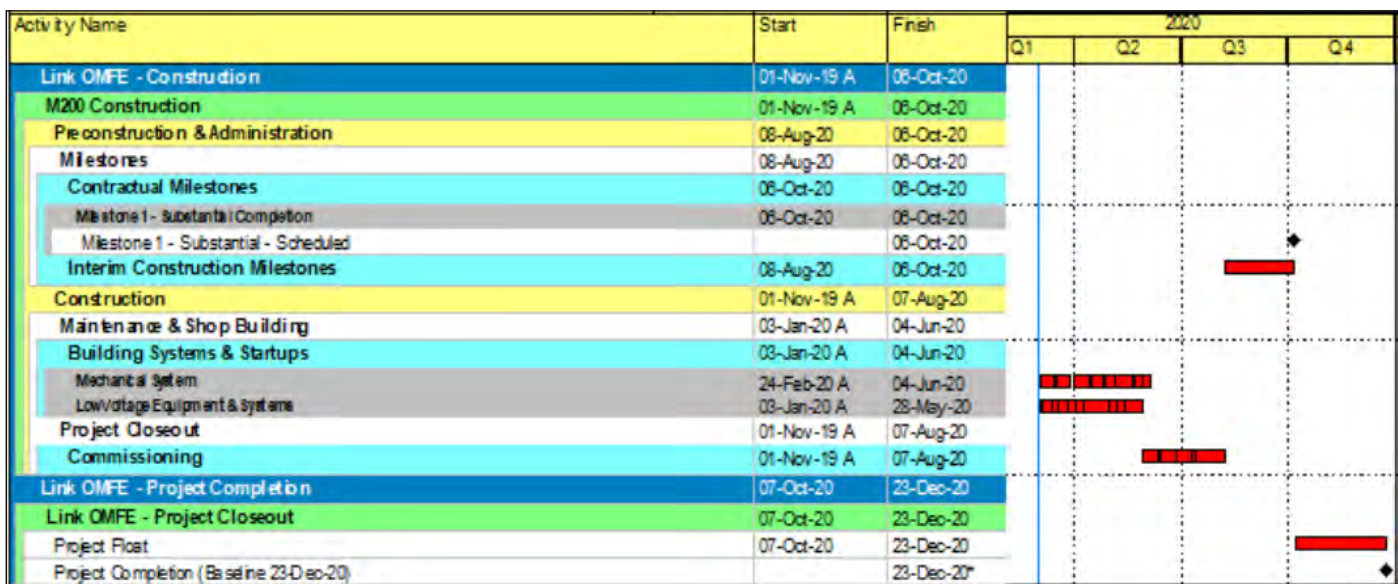 Activity Name Start Finish 2020
Q1 Q2 Q3 Q4
Link OMFE - Construction 01-Nov-19 A 06-Oct-20
M200 Construction 01-Nov-19 A 06-Oct-20
Preconstruction & Administration 08-Aug-20 06-Oct-20
Milestones 08-Aug-20 06-Oct-20
Contractual Milestones 06-Oct-20 06-Oct-20
Milestone 1 - Substantial Completion 06-Oct-20 06-Oct-20
Milestone 1 - Substantial - Scheduled 06-Oct-20
Interim Construction Milestones 08-Aug-20 06-Oct-20
Construction 01-Nov-19 A 07-Aug-20
Maintenance & Shop Building 03-Jan-20 A 04-Jun-20
Building Systems & Startups 03-Jan-20 A 04-Jun-20
Mechanical System 24-Feb-20 A 04-Jun-20
Low Voltage Equipment & Systems 03-Jan-20 A 28-May-20
Project Closeout 01-Nov-19 A 07-Aug-20
Commissioning 01-Nov-19 A 07-Aug-20
Link OMFE - Project Completion 07-Oct-20 23-Dec-20
Link OMFE - Project Closeout 07-Oct-20 23-Dec-20
Project Float 07-Oct-20 23-Dec-20
Project Completion (Baseline 23-Dec-20) 23-Dec-20*